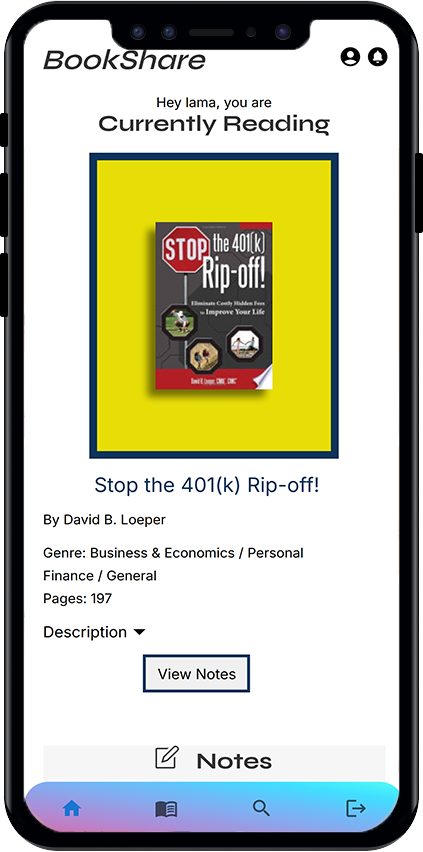 BookShare
Hey lama, you are
Currently Reading
STOP the 401(k)
Rip-off!
Eliminate Costly Hidden Fees
to Improve Your Life
David B. Loeper, CIMA®, CIMC®
Stop the 401(k) Rip-off!
By David B. Loeper
Genre: Business & Economics / Personal
Finance / General
Pages: 197
Description
View Notes
Notes